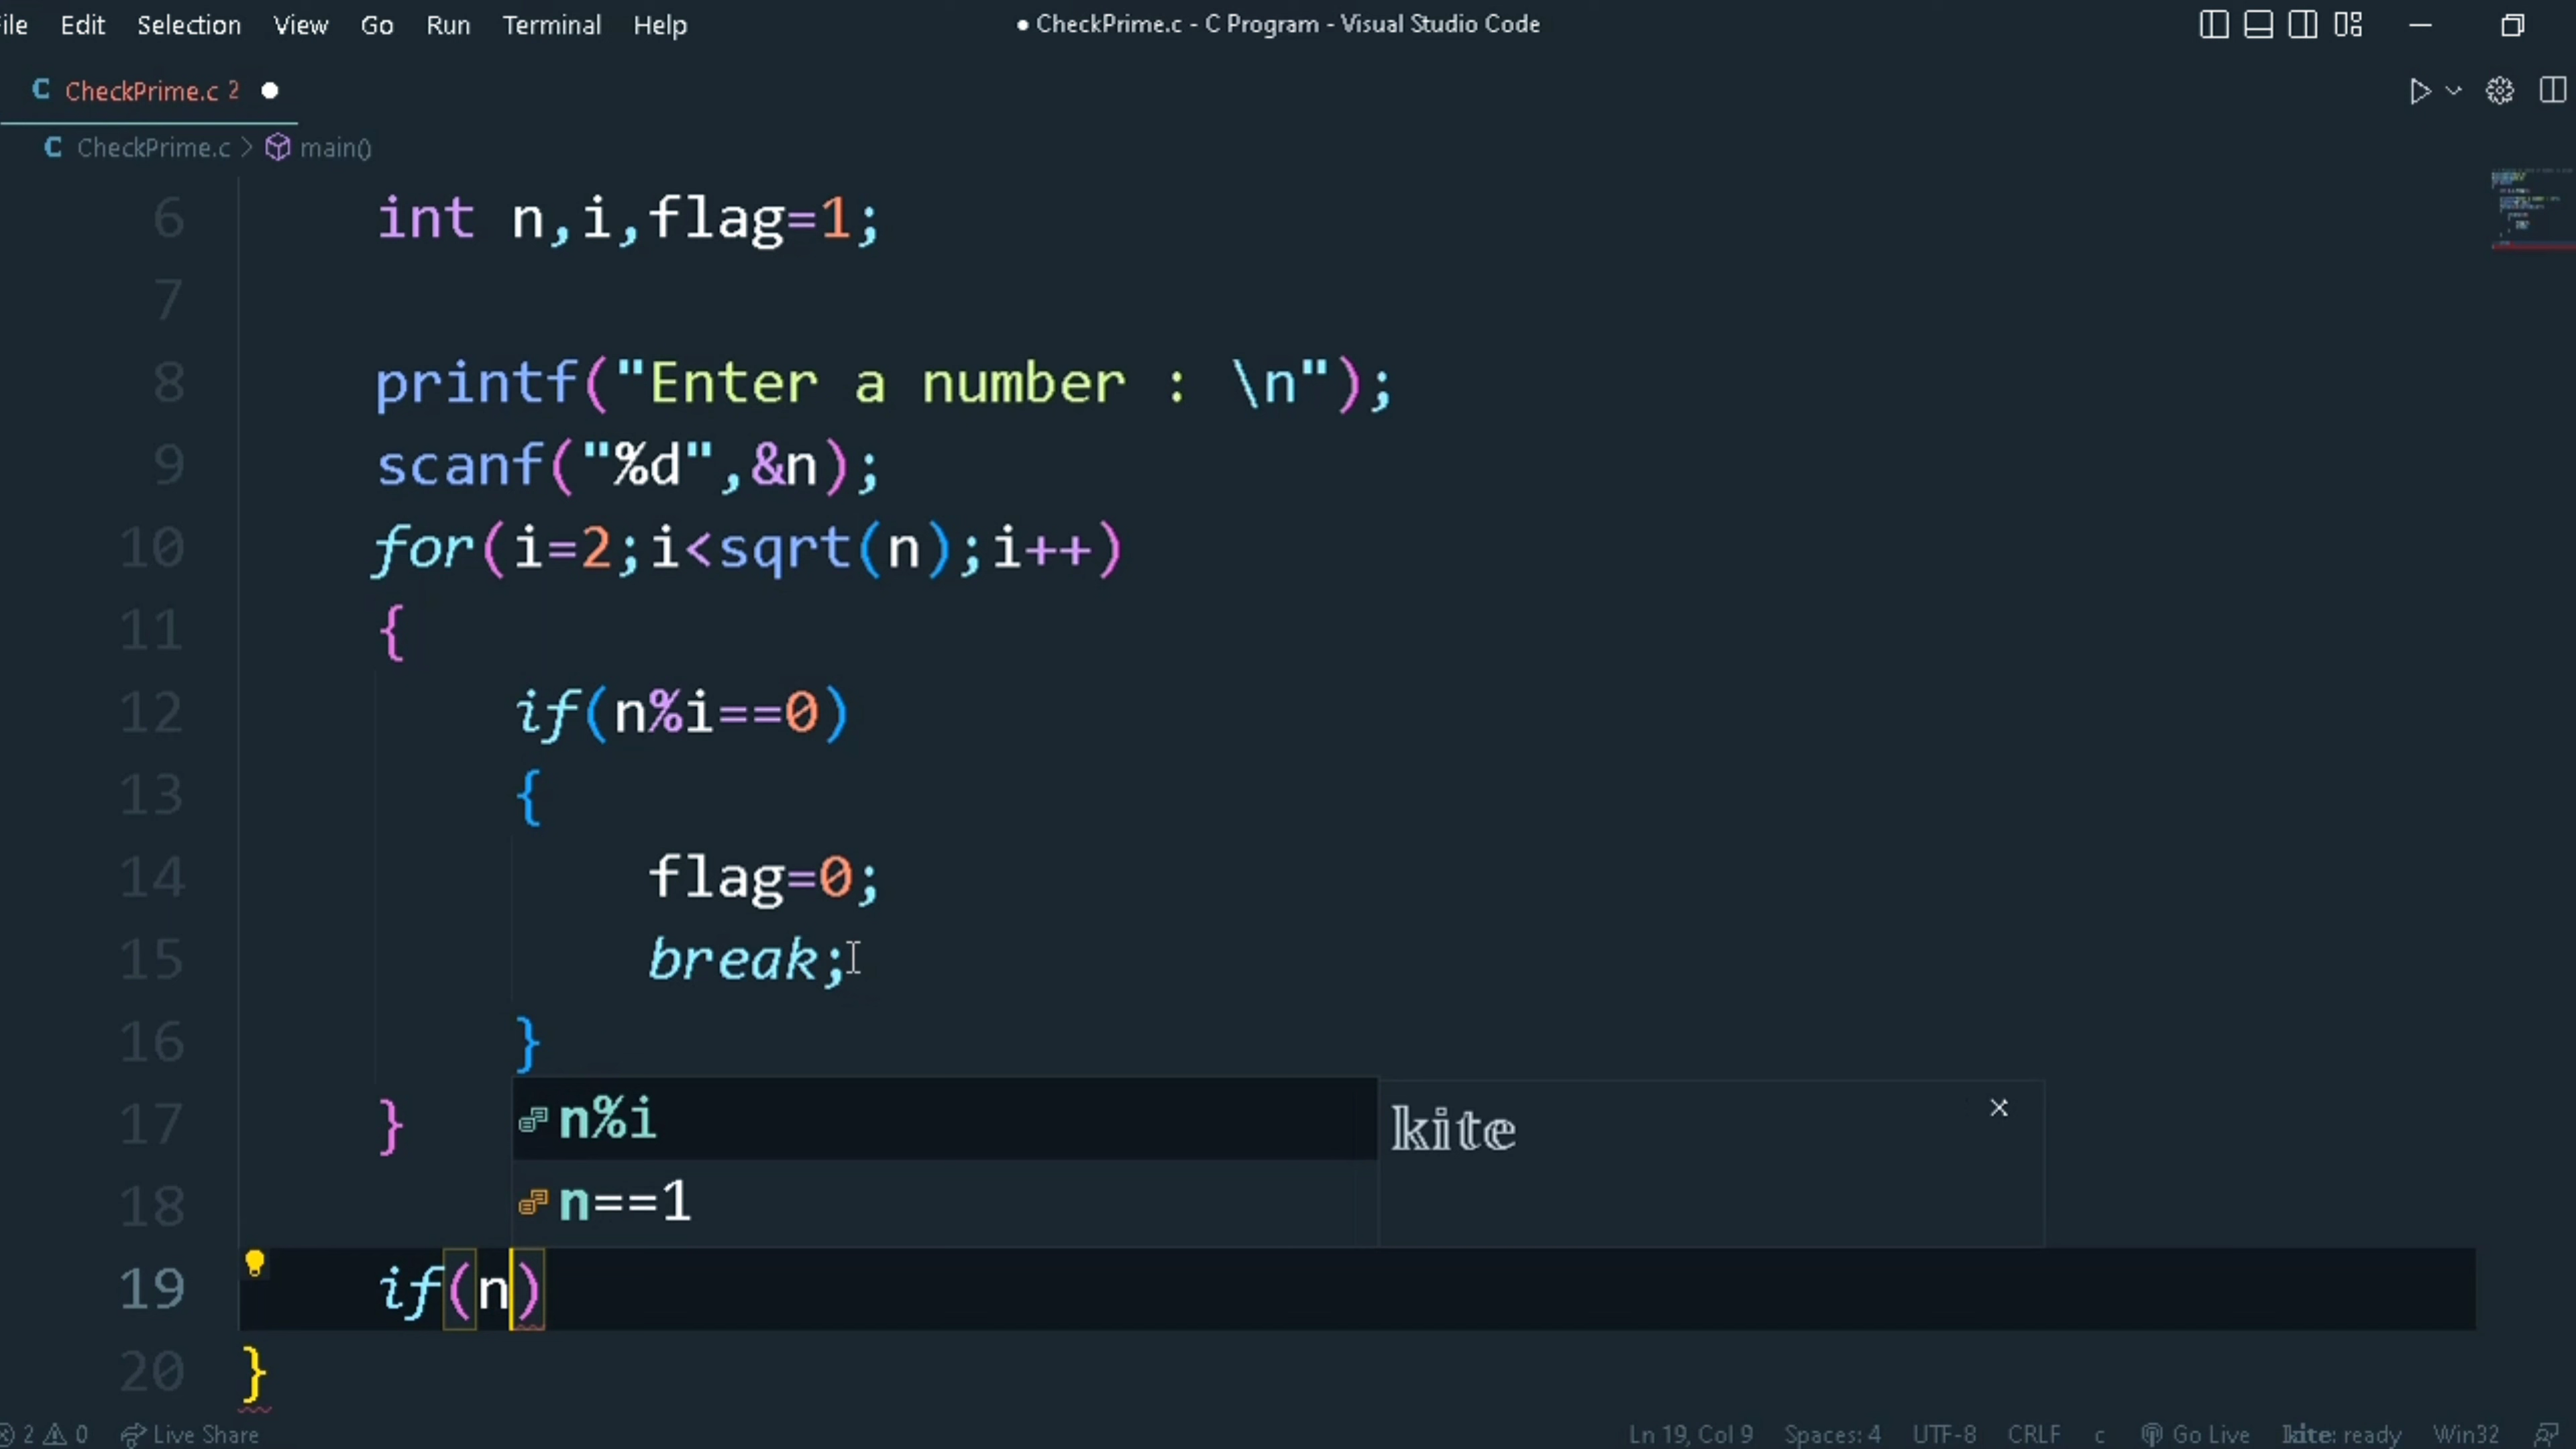 ile Edit Selection View Go Run Terminal Help ● CheckPrime.c - C Program - Visual Studio Code
C CheckPrime.c 2 ●
C CheckPrime.c > main()
6 int n,i,flag=1;
7
8 printf("Enter a number : \n");
9 scanf("%d",&n);
10 for(i=2;i<sqrt(n);i++)
11 {
12 if(n%i==0)
13 {
14 flag=0;
15 break;
16 }
17 } n%i kite ×
18 n==1
19 if(n)
20 }
2 0 Live Share Ln 19, Col 9 Spaces: 4 UTF-8 CRLF c Go Live kite: ready Win32